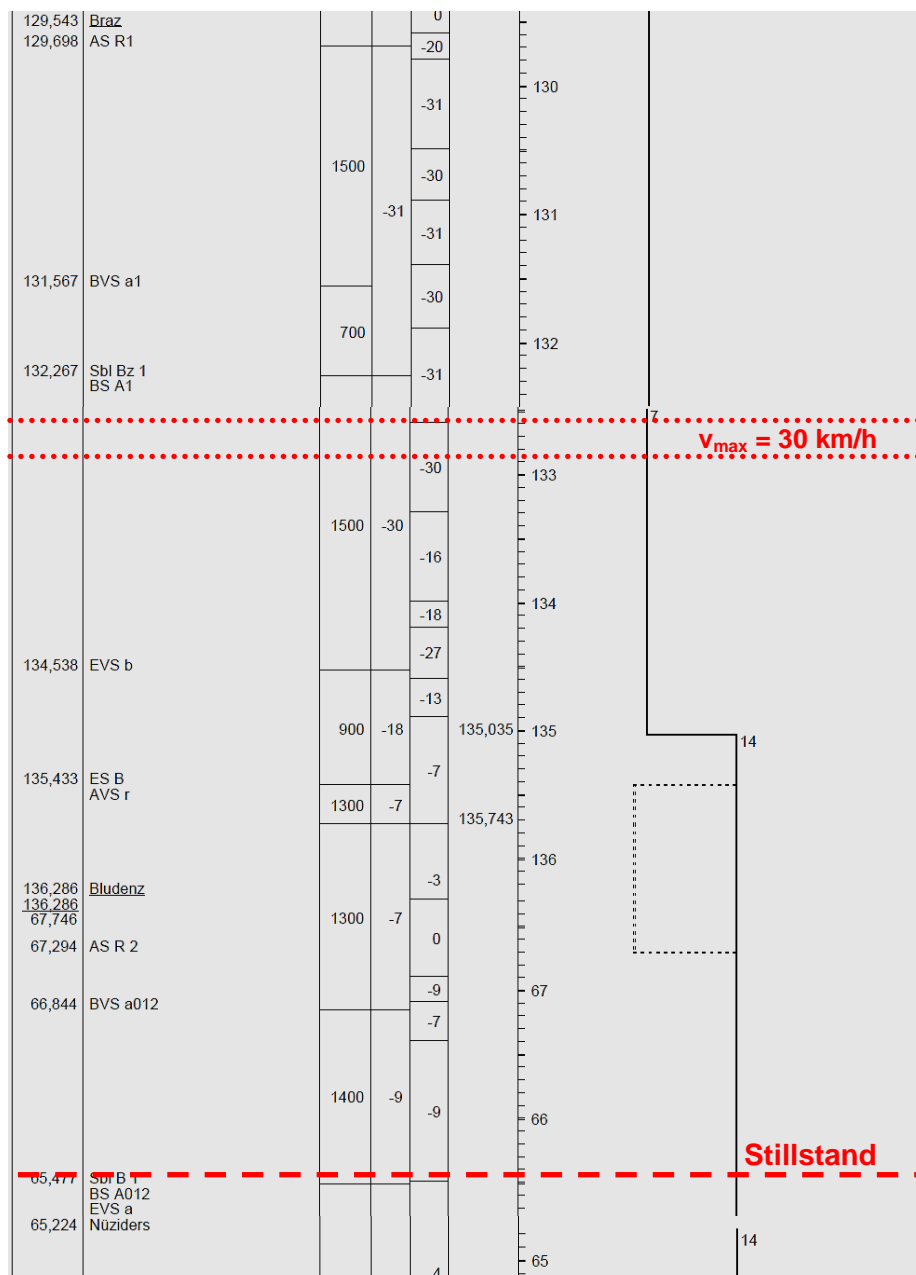 129,543 Braz 0
129,698 AS R1 -20
130
-31
1500
-30
131
-31
-31
131,567 BVS a1
-30
700
132
132,267 Sbl Bz 1 -31
BS A1
7
vmax = 30 km/h
-30
133
1500 -30
-16
134
-18
-27
134,538 EVS b
-13
900 -18 135,035 135
14
-7
135,433 ES B
AVS r
1300 -7
135,743
136
-3
136,286 Bludenz
136,286
67,746
1300 -7
0
67,294 AS R 2
-9 67
66,844 BVS a012
-7
1400 -9
-9
66
Stillstand
65,477 Sbl B 1
BS A012
EVS a
65,224 Nüziders
14
65
4